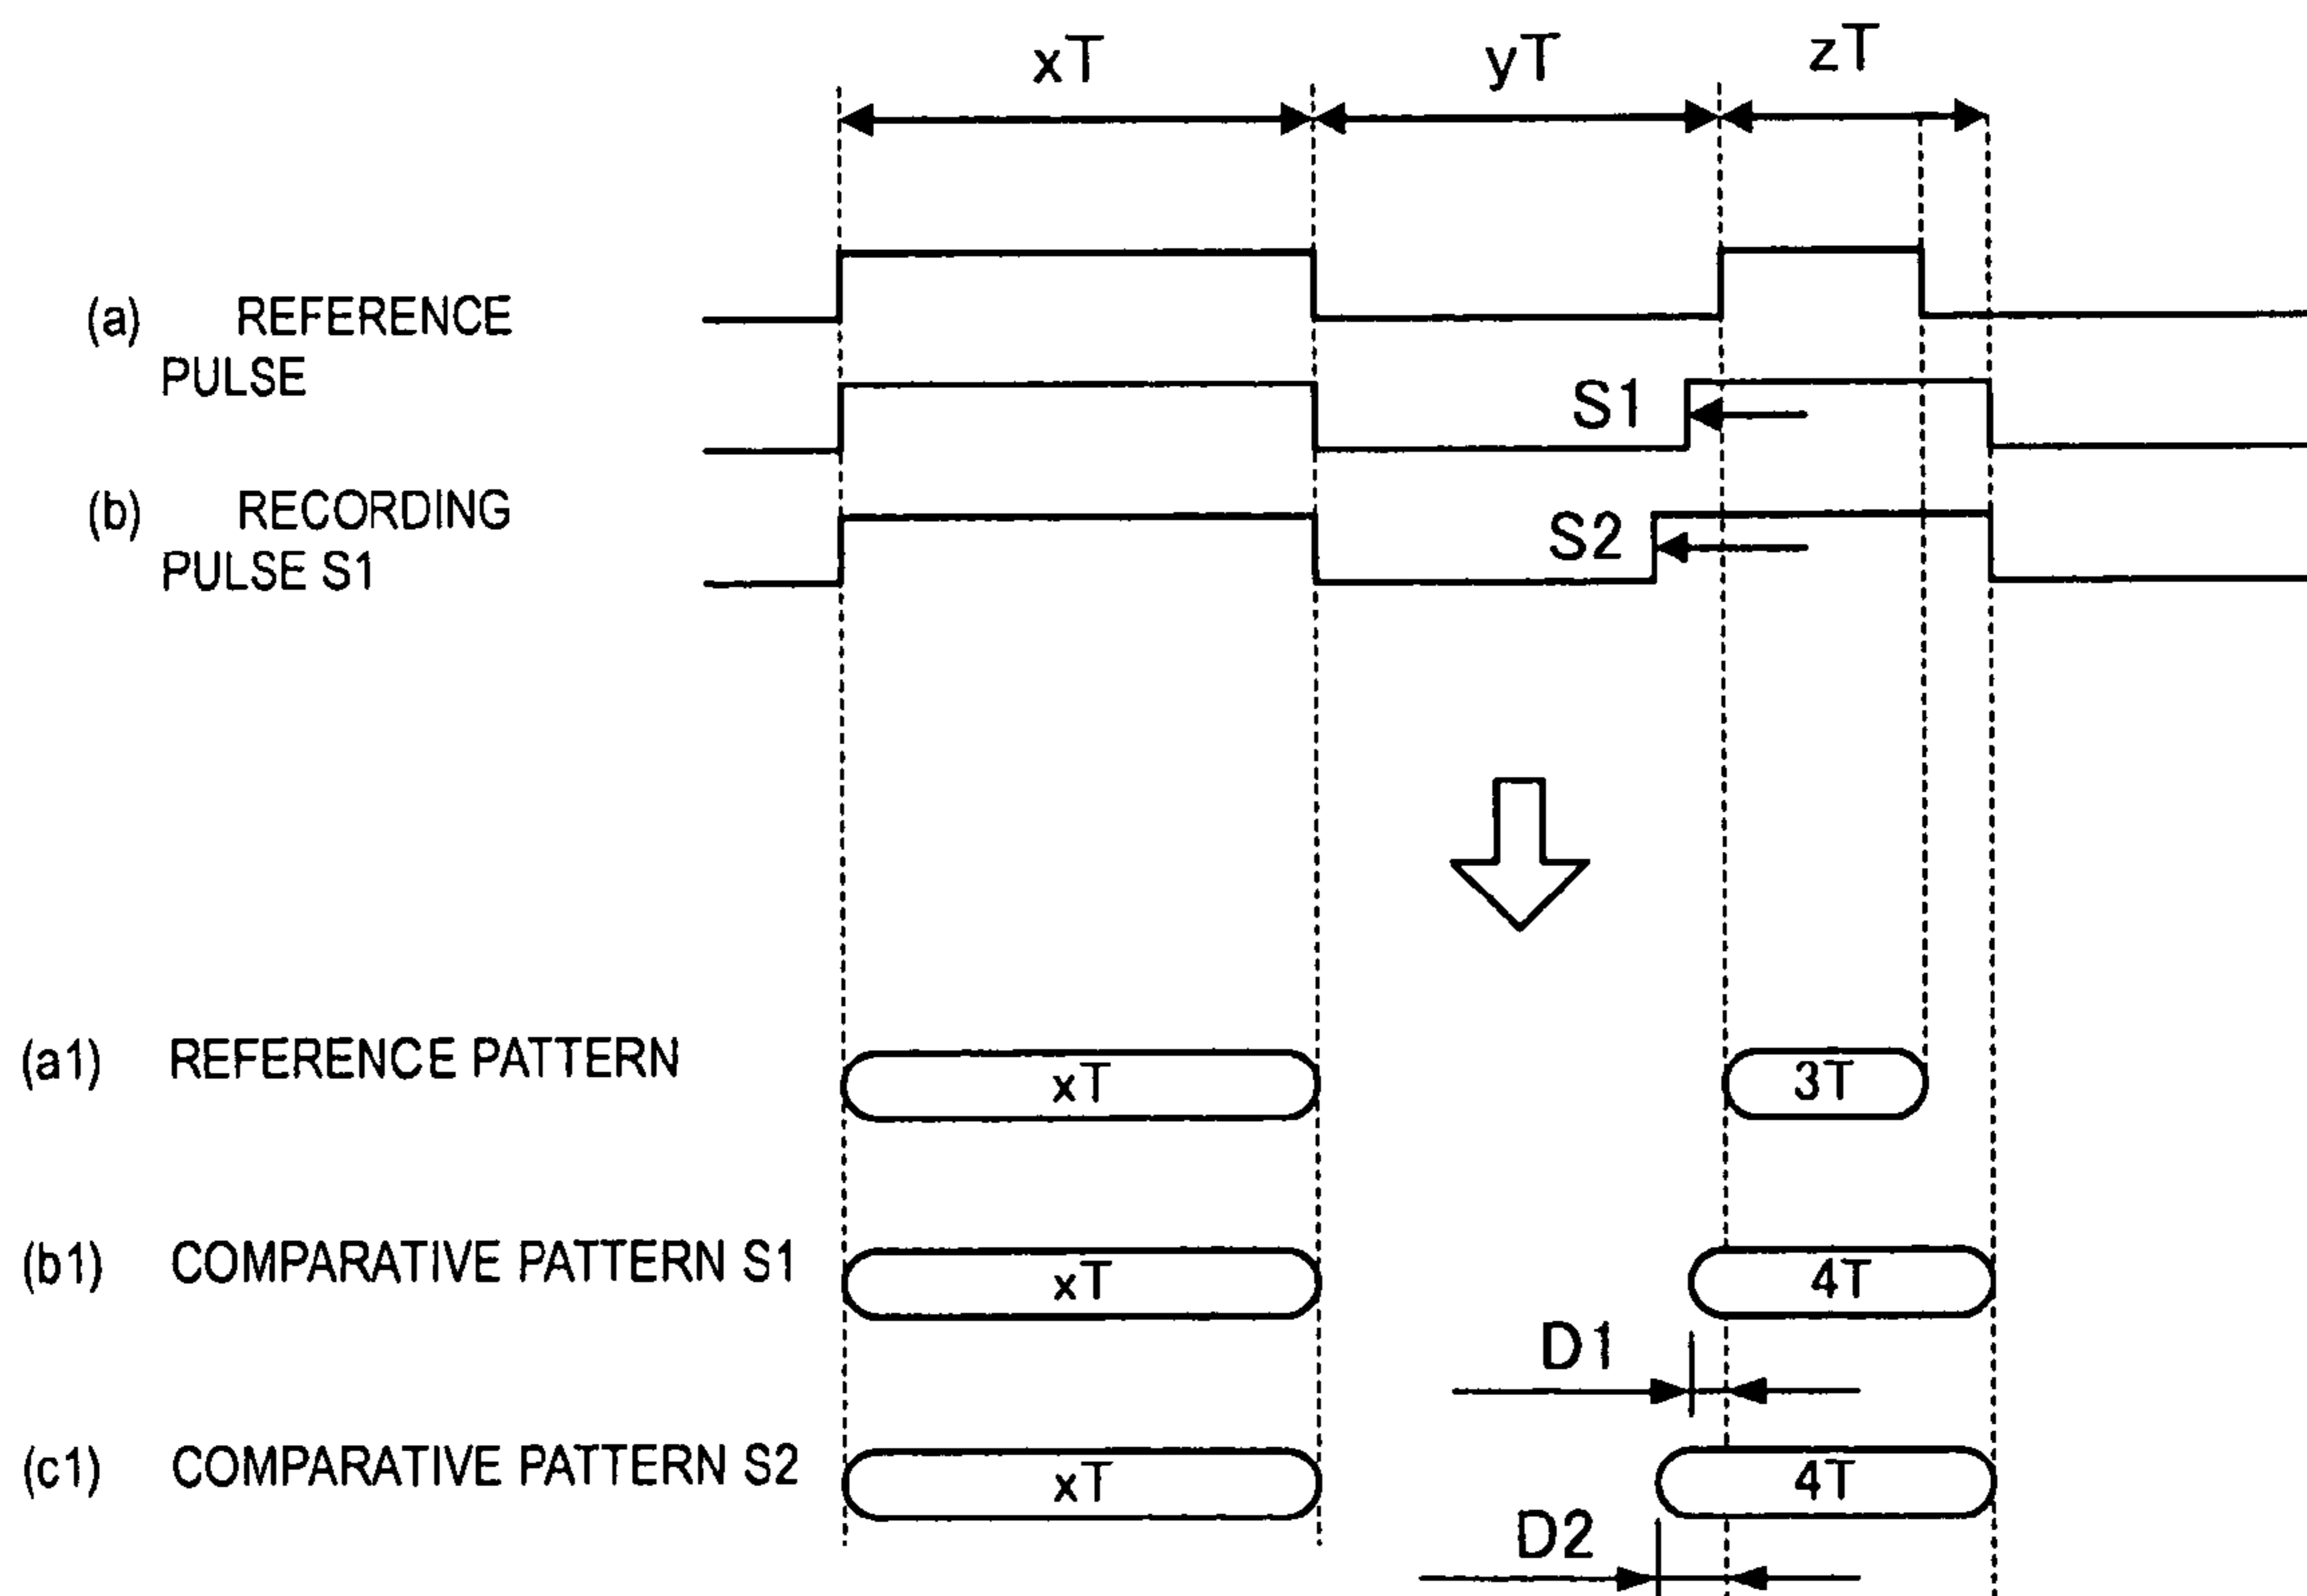 xT yT zT
(a) REFERENCE
PULSE
S1
(b) RECORDING
PULSE S1
S2
(a1) REFERENCE PATTERN xT 3T
(b1) COMPARATIVE PATTERN S1 xT 4T
D1
(c1) COMPARATIVE PATTERN S2 xT 4T
D2